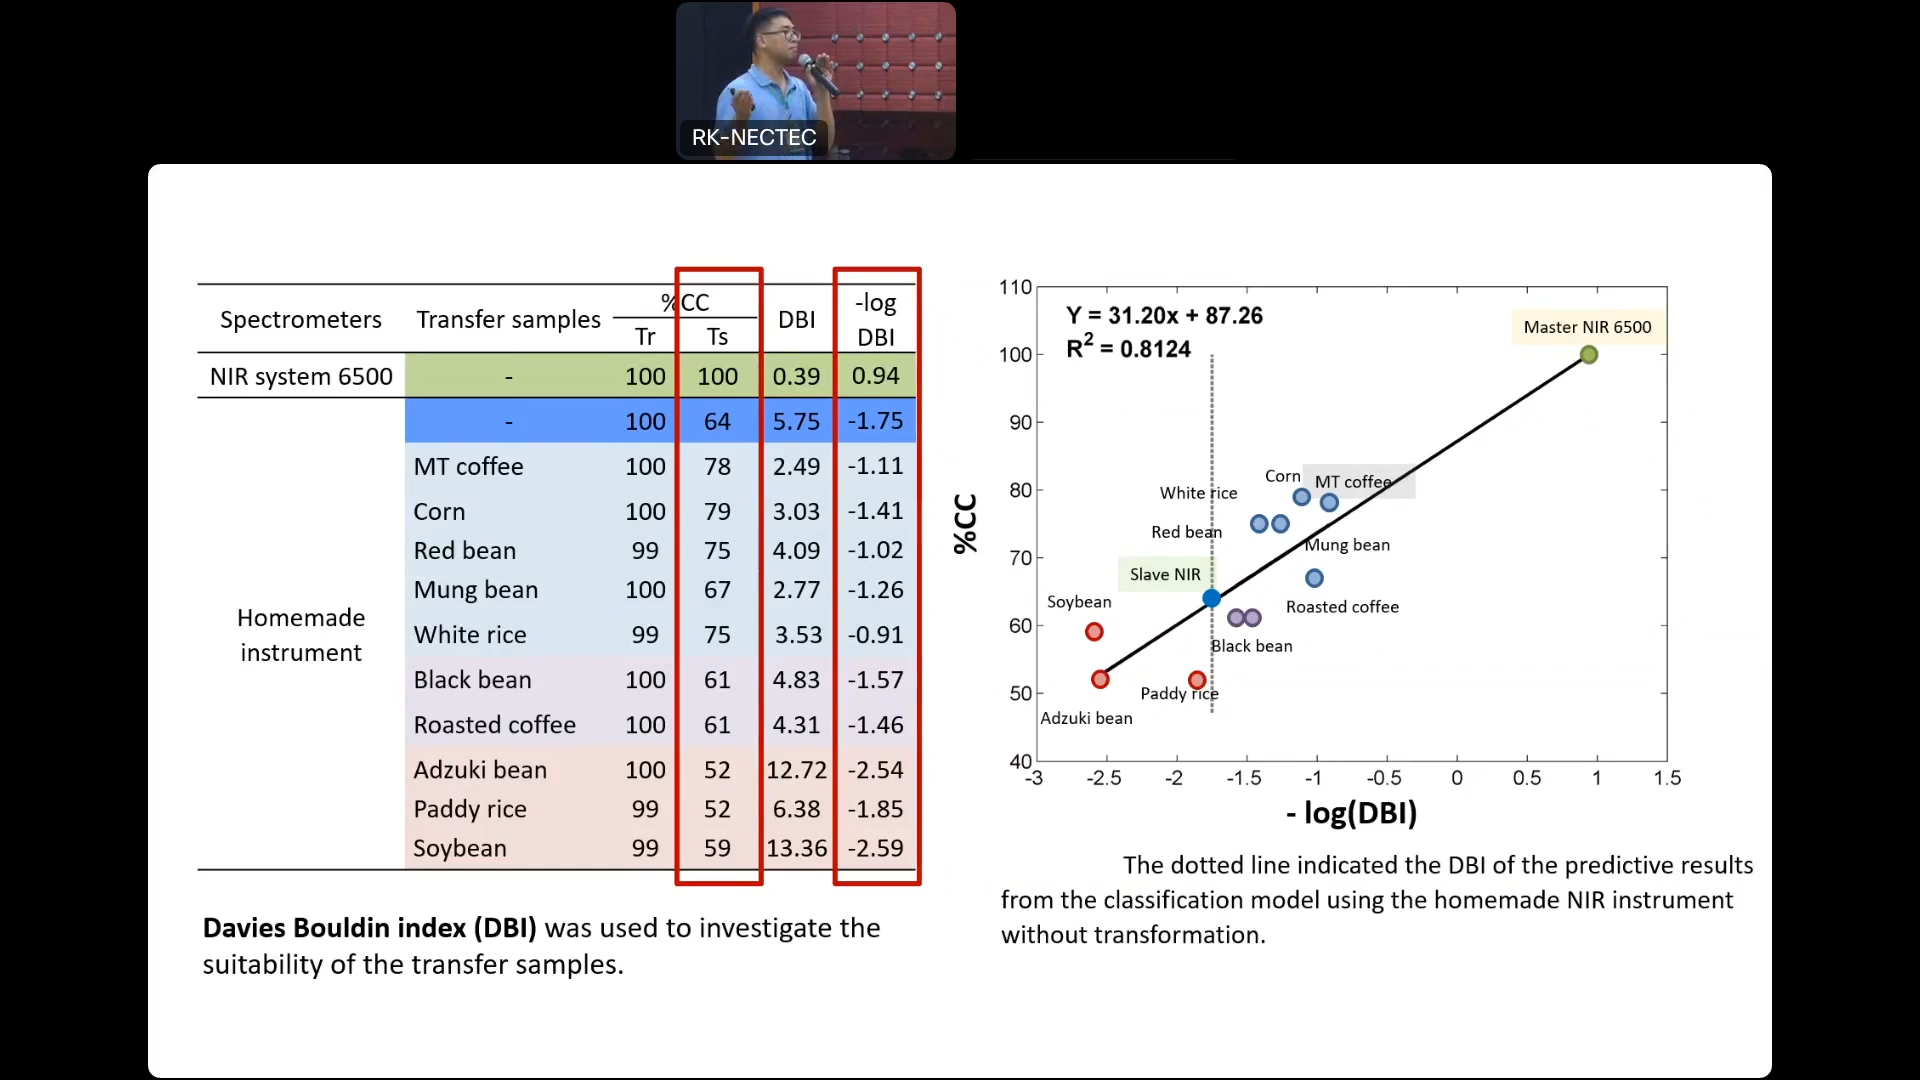 RK-NECTEC
Spectrometers Transfer samples %CC DBI -log DBI
Tr Ts
NIR system 6500 - 100 100 0.39 0.94
- 100 64 5.75 -1.75
MT coffee 100 78 2.49 -1.11
Corn 100 79 3.03 -1.41
Red bean 99 75 4.09 -1.02
Mung bean 100 67 2.77 -1.26
Homemade instrument
White rice 99 75 3.53 -0.91
Black bean 100 61 4.83 -1.57
Roasted coffee 100 61 4.31 -1.46
Adzuki bean 100 52 12.72 -2.54
Paddy rice 99 52 6.38 -1.85
Soybean 99 59 13.36 -2.59
Davies Bouldin index (DBI) was used to investigate the
suitability of the transfer samples.
Y = 31.20x + 87.26
R² = 0.8124
Master NIR 6500
Corn
MT coffee
White rice
Red bean
Mung bean
Slave NIR
Soybean
Roasted coffee
Black bean
Paddy rice
Adzuki bean
%CC
110
100
90
80
70
60
50
40
-3 -2.5 -2 -1.5 -1 -0.5 0 0.5 1 1.5
- log(DBI)
The dotted line indicated the DBI of the predictive results
from the classification model using the homemade NIR instrument
without transformation.